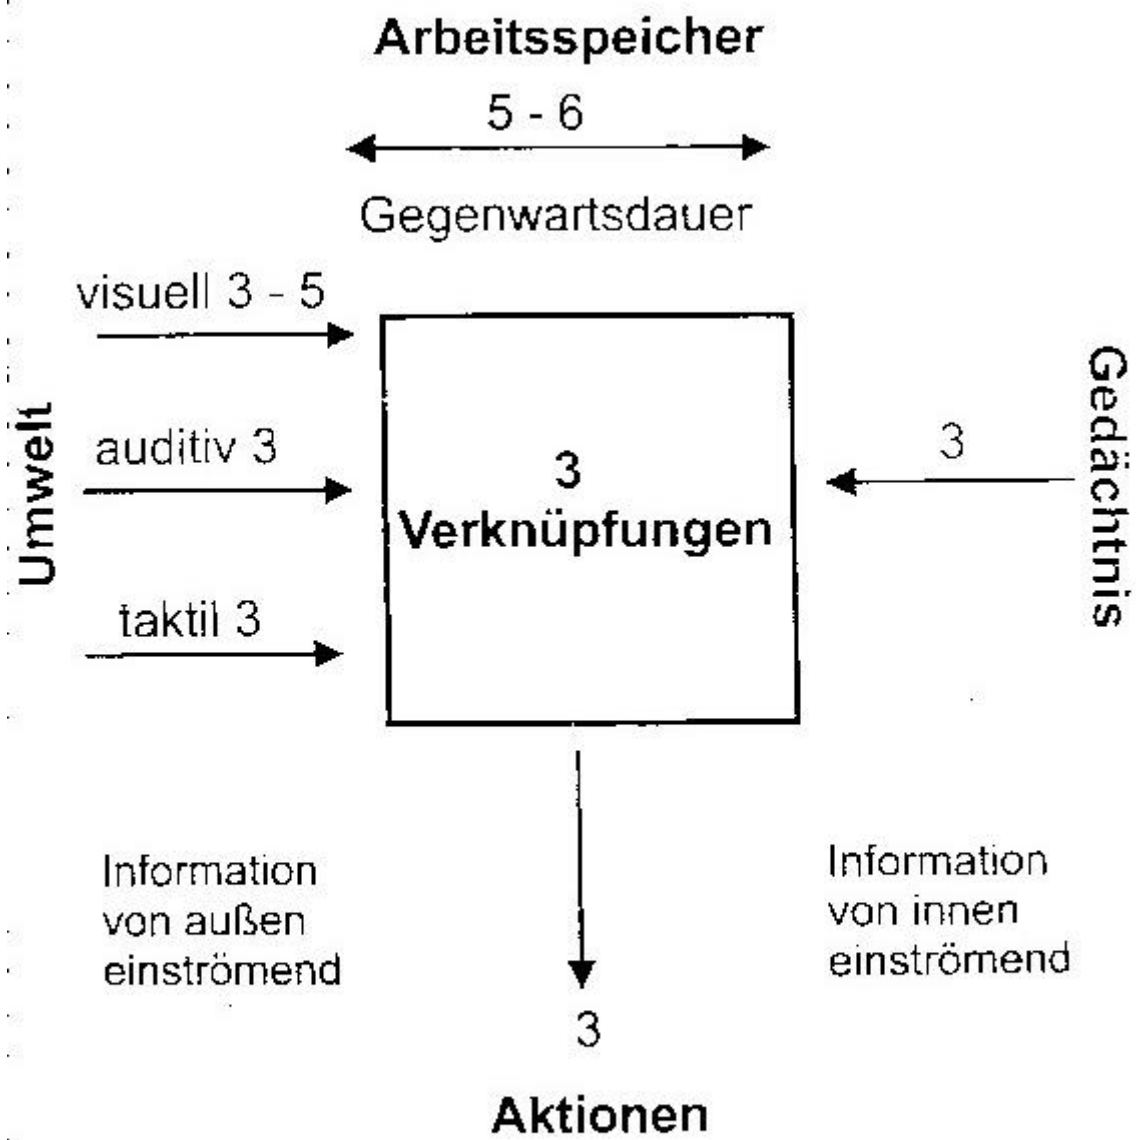 Arbeitsspeicher
5 - 6
Gegenwartsdauer
visuell 3 - 5
auditiv 3
taktil 3
Umwelt
3
Verknüpfungen
3
Gedächtnis
Information
von außen
einströmend
Information
von innen
einströmend
3
Aktionen